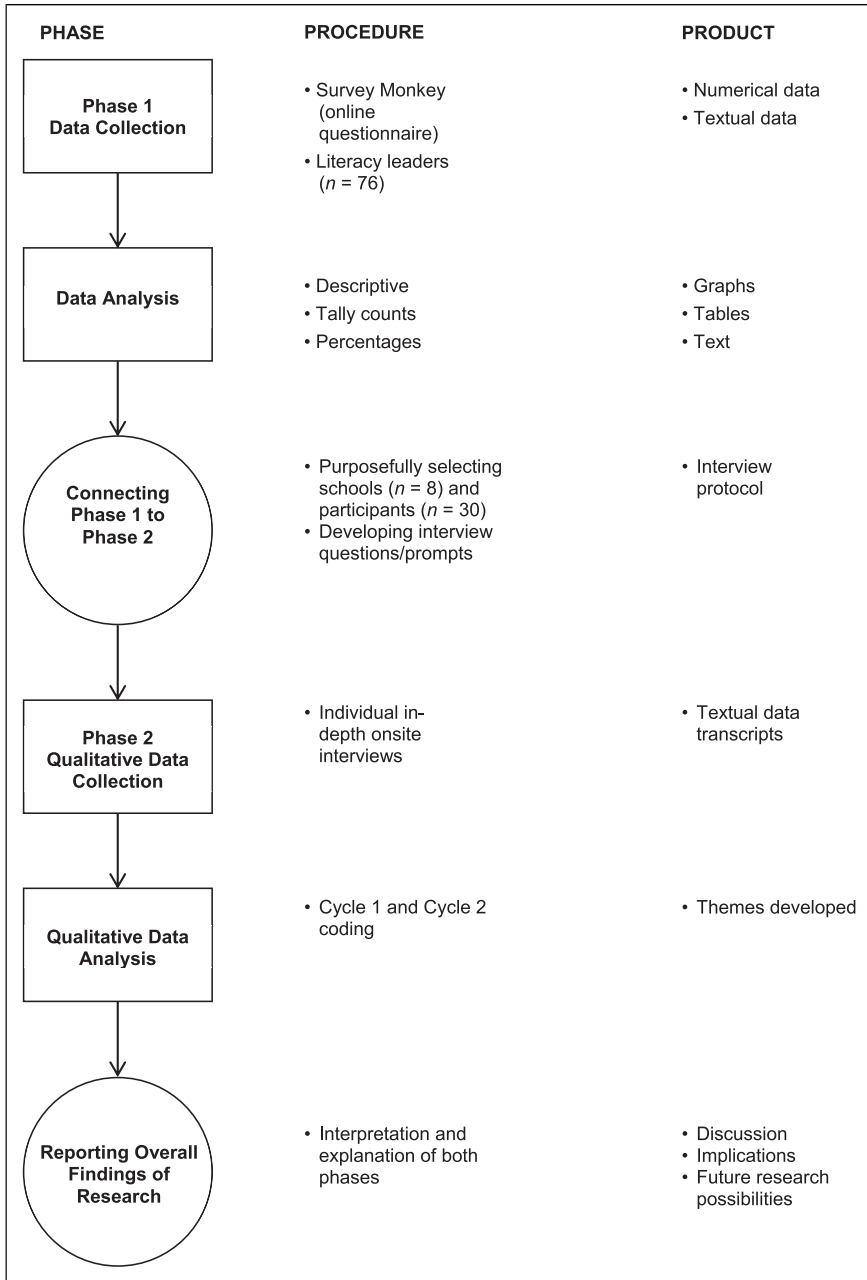 PHASE PROCEDURE PRODUCT
Phase 1
Data Collection
• Survey Monkey
(online
questionnaire)
• Literacy leaders
(n = 76)
• Numerical data
• Textual data
Data Analysis
• Descriptive
• Tally counts
• Percentages
• Graphs
• Tables
• Text
Connecting
Phase 1 to
Phase 2
• Purposefully selecting
schools (n = 8) and
participants (n = 30)
• Developing interview
questions/prompts
• Interview
protocol
Phase 2
Qualitative Data
Collection
• Individual in-
depth onsite
interviews
• Textual data
transcripts
Qualitative Data
Analysis
• Cycle 1 and Cycle 2
coding
• Themes developed
Reporting Overall
Findings of
Research
• Interpretation and
explanation of both
phases
• Discussion
• Implications
• Future research
possibilities